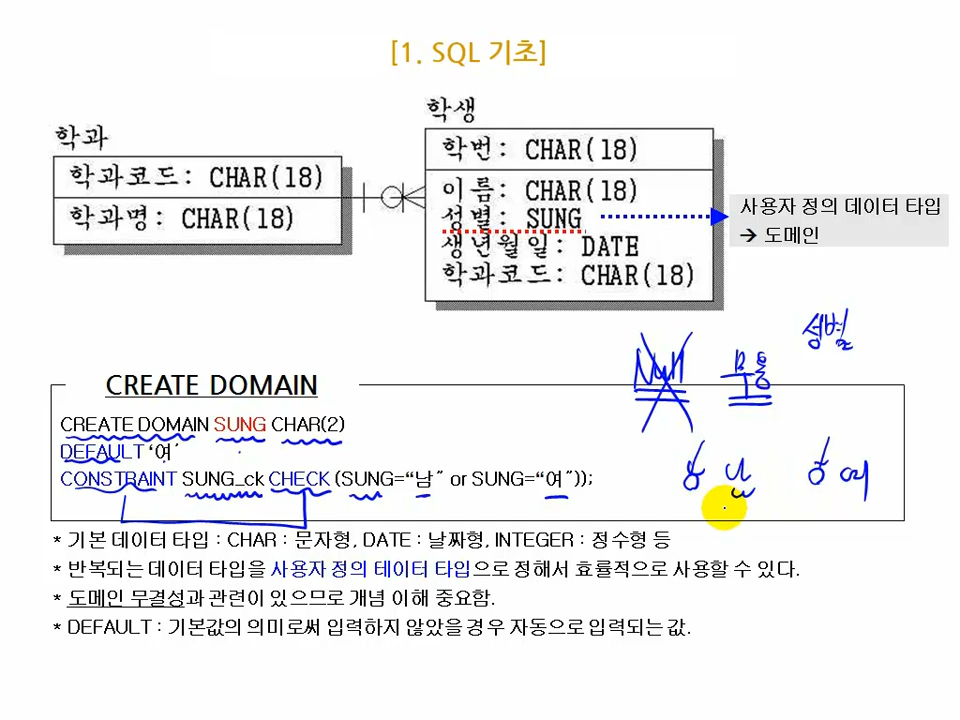 [1. SQL 기초]
학과
학과코드: CHAR(18)
학과명: CHAR(18)
학생
학번: CHAR(18)
이름: CHAR(18)
성별: SUNG
생년월일: DATE
학과코드: CHAR(18)
사용자 정의 데이터 타입
→ 도메인
성별
Null
CREATE DOMAIN
CREATE DOMAIN SUNG CHAR(2)
DEFAULT ‘여’
CONSTRAINT SUNG_ck CHECK (SUNG=“남” or SUNG=“여”));
남
여
* 기본 데이터 타입 : CHAR : 문자형, DATE : 날짜형, INTEGER : 정수형 등
* 반복되는 데이터 타입을 사용자 정의 테이터 타입으로 정해서 효률적으로 사용할 수 있다.
* 도메인 무결성과 관련이 있으므로 개념 이해 중요함.
* DEFAULT : 기본값의 의미로써 입력하지 않았을 경우 자동으로 입력되는 값.